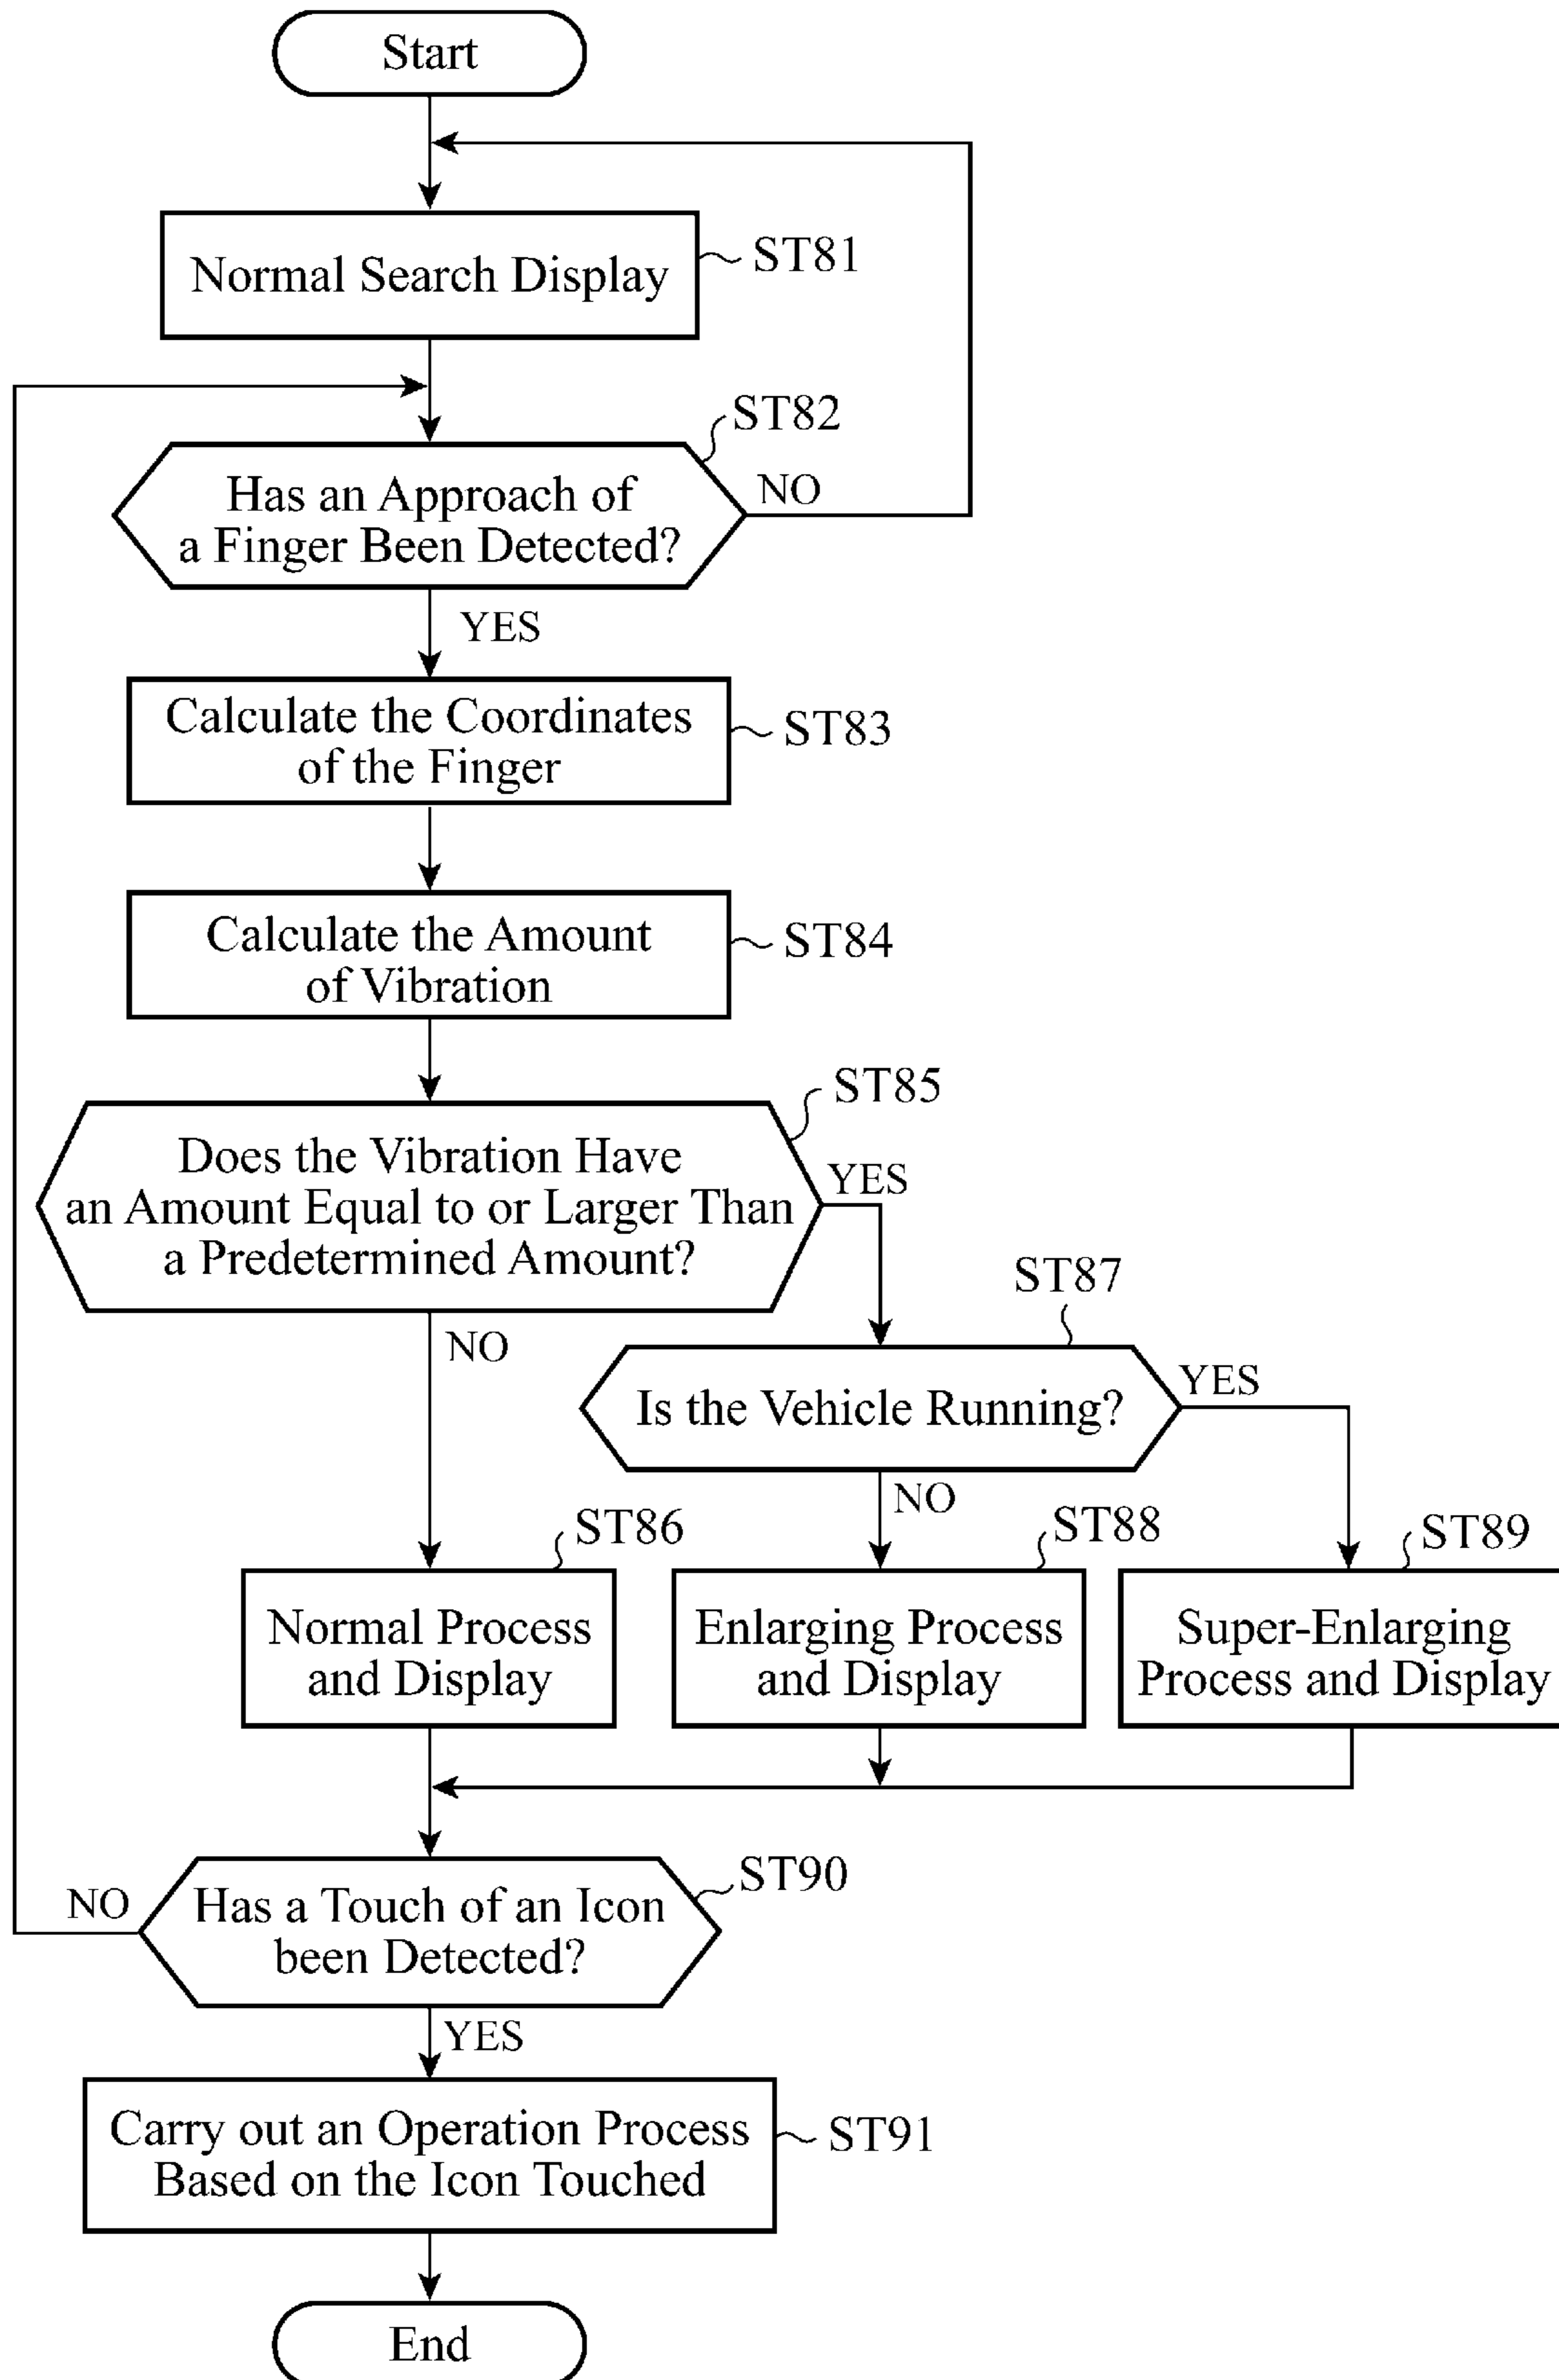 Start
Normal Search Display
ST81
ST82
Has an Approach of
a Finger Been Detected?
NO
YES
Calculate the Coordinates
of the Finger
ST83
Calculate the Amount
of Vibration
ST84
ST85
Does the Vibration Have
an Amount Equal to or Larger Than
a Predetermined Amount?
YES
NO
ST87
Is the Vehicle Running?
YES
NO
ST86
Normal Process
and Display
ST88
Enlarging Process
and Display
ST89
Super-Enlarging
Process and Display
ST90
Has a Touch of an Icon
been Detected?
NO
YES
Carry out an Operation Process
Based on the Icon Touched
ST91
End